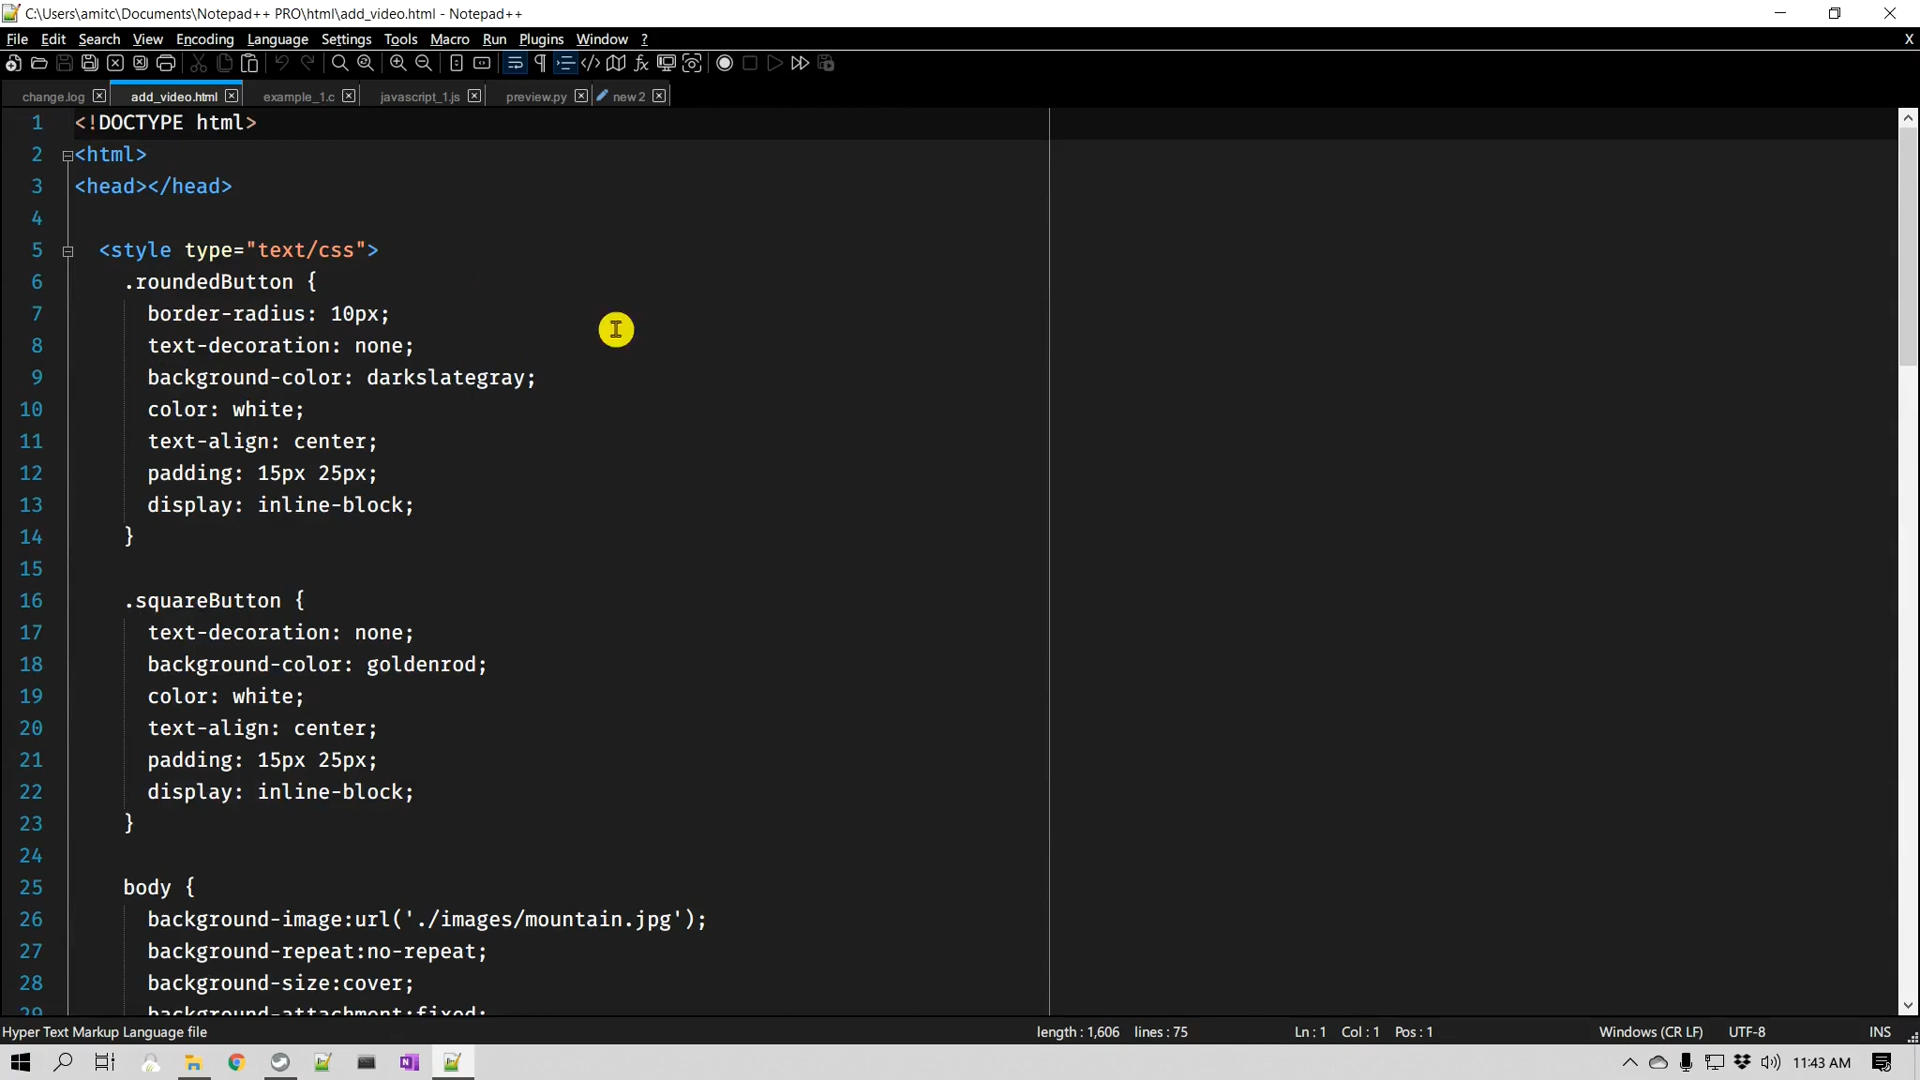 C:\Users\amitc\Documents\Notepad++ PRO\html\add_video.html - Notepad++
File Edit Search View Encoding Language Settings Tools Macro Run Plugins Window ? X
change.log add_video.html example_1.c javascript_1.js preview.py new 2
1 <!DOCTYPE html>
2 <html>
3 <head></head>
4
5 <style type="text/css">
6 .roundedButton {
7 border-radius: 10px;
8 text-decoration: none;
9 background-color: darkslategray;
10 color: white;
11 text-align: center;
12 padding: 15px 25px;
13 display: inline-block;
14 }
15
16 .squareButton {
17 text-decoration: none;
18 background-color: goldenrod;
19 color: white;
20 text-align: center;
21 padding: 15px 25px;
22 display: inline-block;
23 }
24
25 body {
26 background-image:url('./images/mountain.jpg');
27 background-repeat:no-repeat;
28 background-size:cover;
29 background-attachment:fixed;
Hyper Text Markup Language file length : 1,606 lines : 75 Ln : 1 Col : 1 Pos : 1 Windows (CR LF) UTF-8 INS
11:43 AM